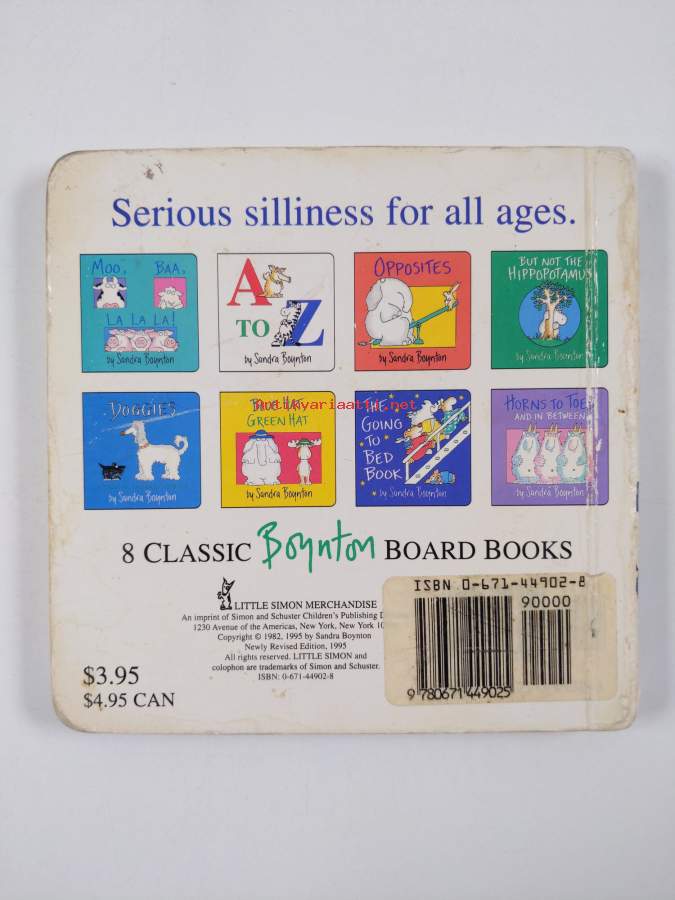 Serious silliness for all ages.
MOO, BAA,
LA LA LA!
by Sandra Boynton
A
TO
Z
by Sandra Boynton
OPPOSITES
by Sandra Boynton
BUT NOT THE
HIPPOPOTAMUS
by Sandra Boynton
DOGGIES
by Sandra Boynton
BLUE HAT,
GREEN HAT
by Sandra Boynton
THE
GOING
TO
BED
BOOK
by Sandra Boynton
HORNS TO TOES
AND IN BETWEEN
by Sandra Boynton
Antikvariaatti.net
8 CLASSIC Boynton BOARD BOOKS
LITTLE SIMON MERCHANDISE
An imprint of Simon and Schuster Children's Publishing
1230 Avenue of the Americas, New York, New York
Copyright © 1982, 1995 by Sandra Boynton
Newly Revised Edition, 1995
All rights reserved. LITTLE SIMON and
colophon are trademarks of Simon and Schuster.
ISBN: 0-671-44902-8
$3.95
$4.95 CAN
ISBN 0-671-44902-8
90000
9 780671 449025